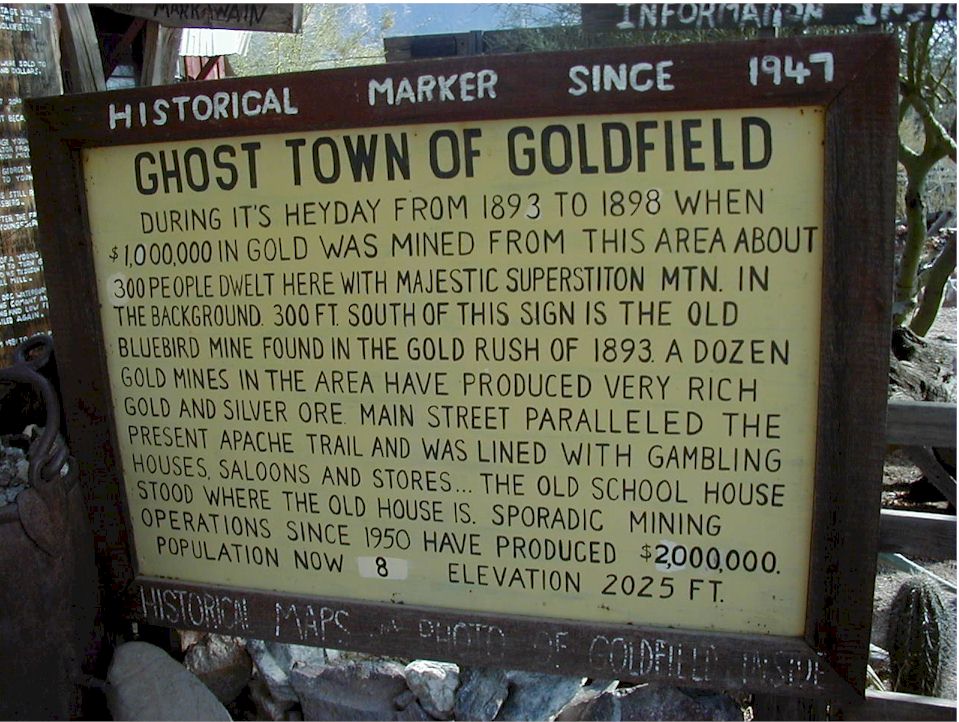 MARK TWAIN
INFORMATION
HISTORICAL MARKER SINCE 1947
GHOST TOWN OF GOLDFIELD
DURING IT'S HEYDAY FROM 1893 TO 1898 WHEN
$1,000,000 IN GOLD WAS MINED FROM THIS AREA ABOUT
300 PEOPLE DWELT HERE WITH MAJESTIC SUPERSTITON MTN. IN
THE BACKGROUND. 300 FT. SOUTH OF THIS SIGN IS THE OLD
BLUEBIRD MINE FOUND IN THE GOLD RUSH OF 1893. A DOZEN
GOLD MINES IN THE AREA HAVE PRODUCED VERY RICH
GOLD AND SILVER ORE. MAIN STREET PARALLELED THE
PRESENT APACHE TRAIL AND WAS LINED WITH GAMBLING
HOUSES, SALOONS AND STORES... THE OLD SCHOOL HOUSE
STOOD WHERE THE OLD HOUSE IS. SPORADIC MINING
OPERATIONS SINCE 1950 HAVE PRODUCED $2,000,000.
POPULATION NOW 8 ELEVATION 2025 FT.
HISTORICAL MAPS PHOTO OF GOLDFIELD INSIDE